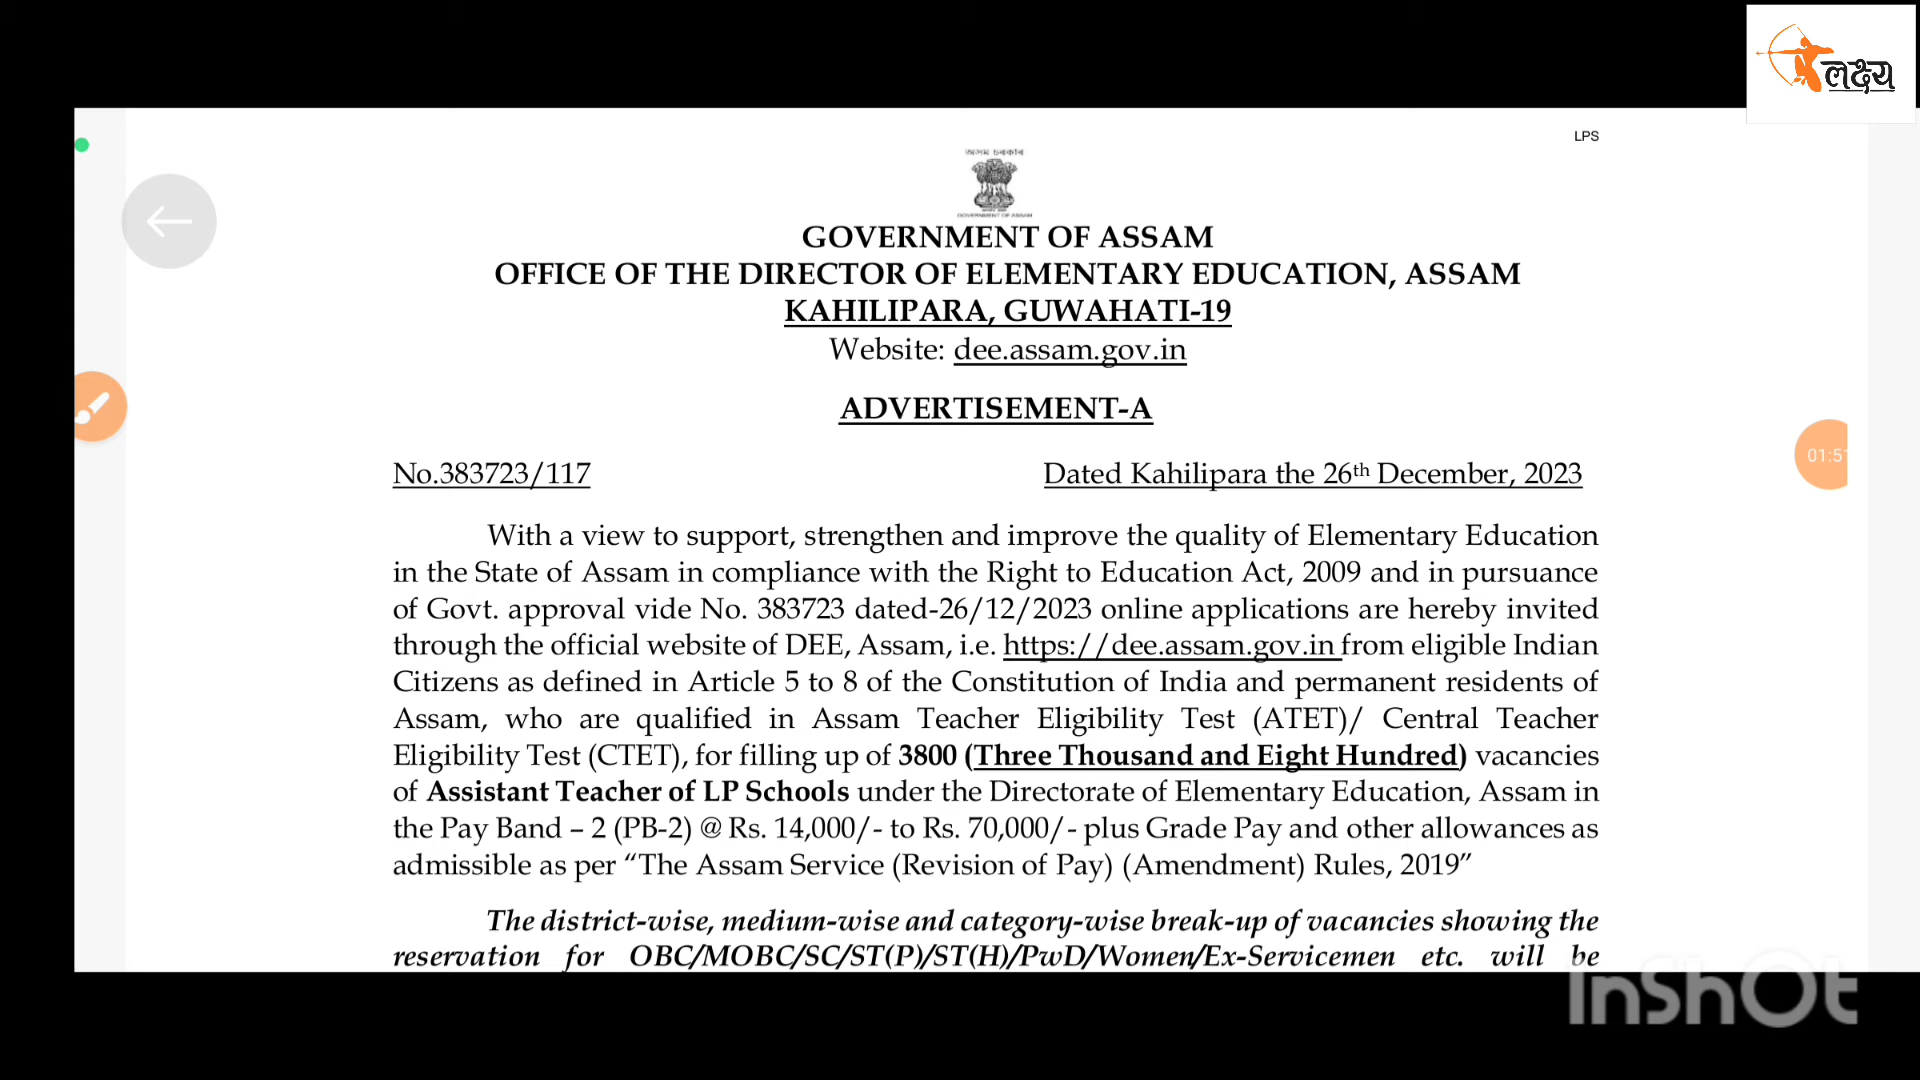 लक्ष्य
LPS
GOVERNMENT OF ASSAM
GOVERNMENT OF ASSAM
OFFICE OF THE DIRECTOR OF ELEMENTARY EDUCATION, ASSAM
KAHILIPARA, GUWAHATI-19
Website: dee.assam.gov.in
ADVERTISEMENT-A
No.383723/117 Dated Kahilipara the 26th December, 2023
01:51
With a view to support, strengthen and improve the quality of Elementary Education
in the State of Assam in compliance with the Right to Education Act, 2009 and in pursuance
of Govt. approval vide No. 383723 dated-26/12/2023 online applications are hereby invited
through the official website of DEE, Assam, i.e. https://dee.assam.gov.in from eligible Indian
Citizens as defined in Article 5 to 8 of the Constitution of India and permanent residents of
Assam, who are qualified in Assam Teacher Eligibility Test (ATET)/ Central Teacher
Eligibility Test (CTET), for filling up of 3800 (Three Thousand and Eight Hundred) vacancies
of Assistant Teacher of LP Schools under the Directorate of Elementary Education, Assam in
the Pay Band – 2 (PB-2) @ Rs. 14,000/- to Rs. 70,000/- plus Grade Pay and other allowances as
admissible as per “The Assam Service (Revision of Pay) (Amendment) Rules, 2019”
The district-wise, medium-wise and category-wise break-up of vacancies showing the
reservation for OBC/MOBC/SC/ST(P)/ST(H)/PwD/Women/Ex-Servicemen etc. will be
InShOt